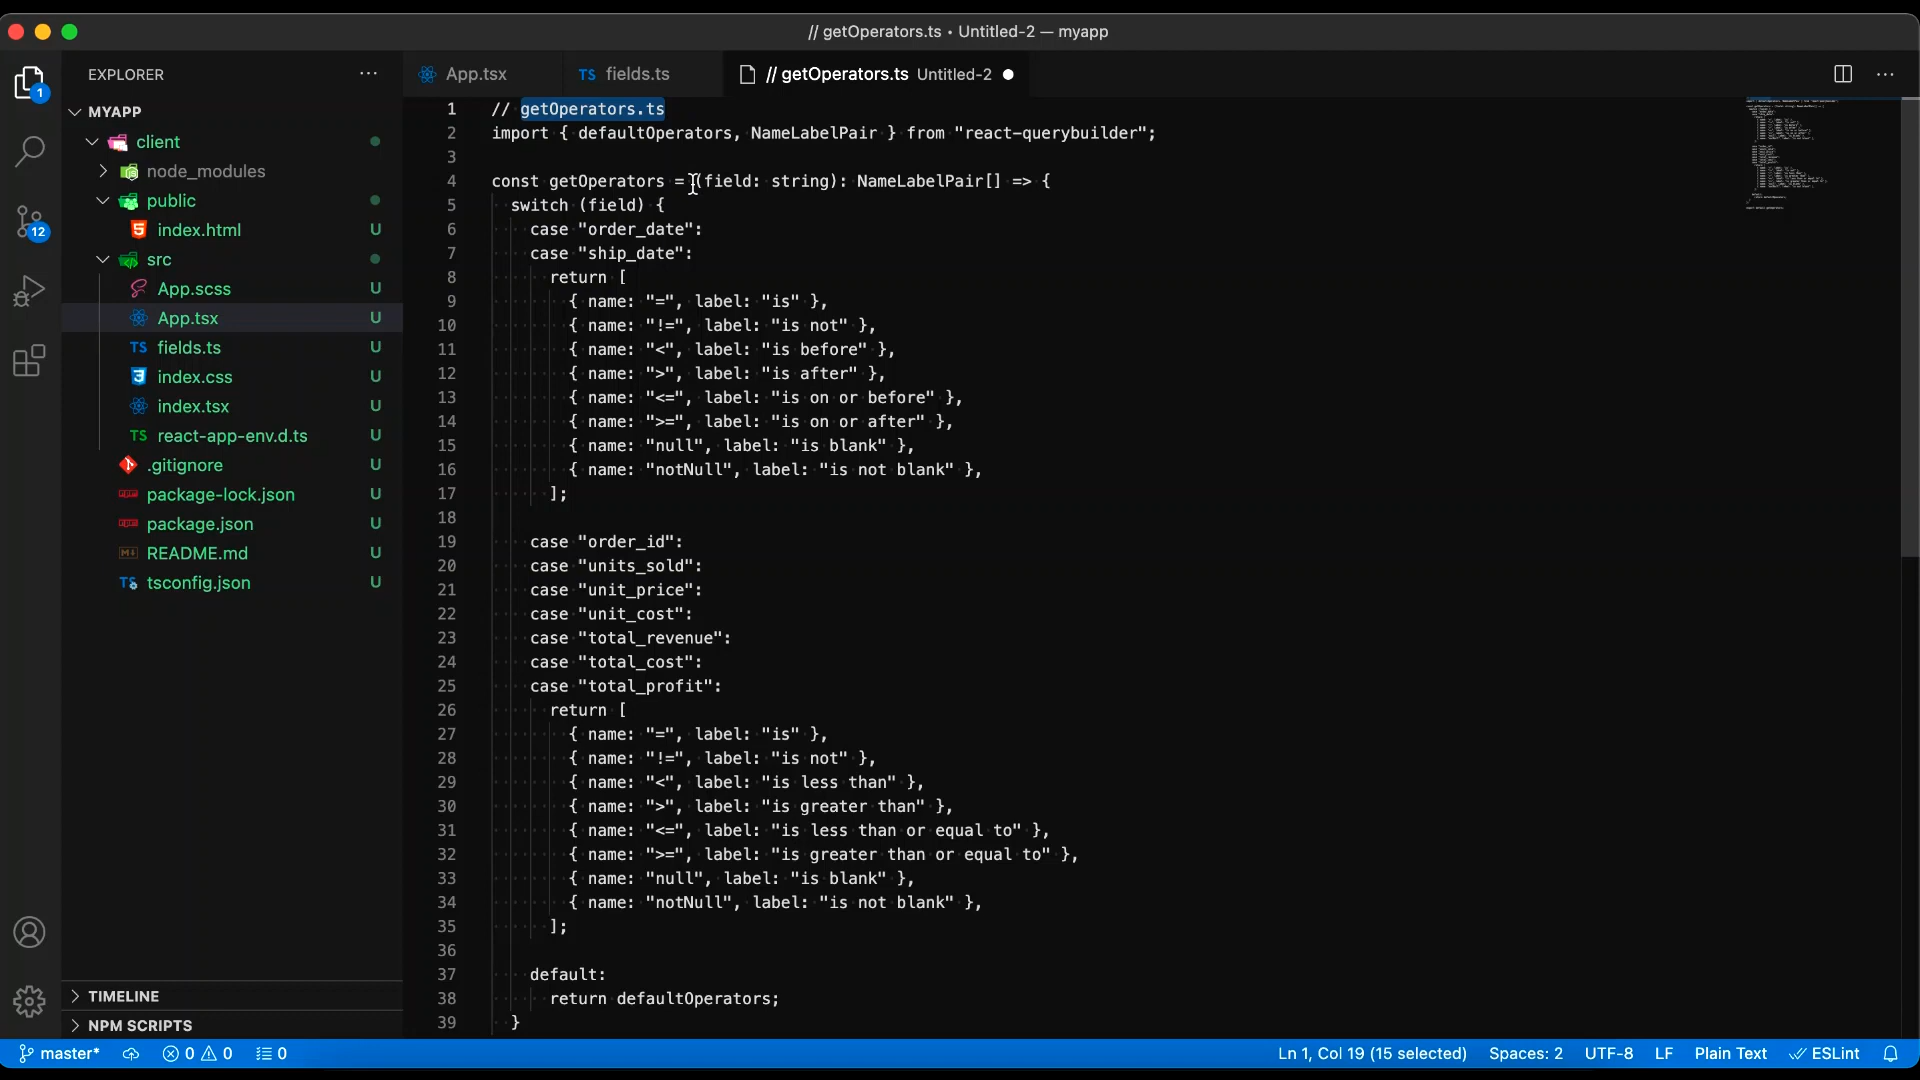 // getOperators.ts • Untitled-2 — myapp
EXPLORER
App.tsx
TS fields.ts
// getOperators.ts Untitled-2
1
12
MYAPP
client
node_modules
public
index.html U
src
App.scss U
App.tsx U
TS fields.ts U
index.css U
index.tsx U
TS react-app-env.d.ts U
.gitignore U
package-lock.json U
package.json U
README.md U
tsconfig.json U
TIMELINE
NPM SCRIPTS
1 // getOperators.ts
2 import { defaultOperators, NameLabelPair } from "react-querybuilder";
3
4 const getOperators = (field: string): NameLabelPair[] => {
5 switch (field) {
6 case "order_date":
7 case "ship_date":
8 return [
9 { name: "=", label: "is" },
10 { name: "!=", label: "is not" },
11 { name: "<", label: "is before" },
12 { name: ">", label: "is after" },
13 { name: "<=", label: "is on or before" },
14 { name: ">=", label: "is on or after" },
15 { name: "null", label: "is blank" },
16 { name: "notNull", label: "is not blank" },
17 ];
18
19 case "order_id":
20 case "units_sold":
21 case "unit_price":
22 case "unit_cost":
23 case "total_revenue":
24 case "total_cost":
25 case "total_profit":
26 return [
27 { name: "=", label: "is" },
28 { name: "!=", label: "is not" },
29 { name: "<", label: "is less than" },
30 { name: ">", label: "is greater than" },
31 { name: "<=", label: "is less than or equal to" },
32 { name: ">=", label: "is greater than or equal to" },
33 { name: "null", label: "is blank" },
34 { name: "notNull", label: "is not blank" },
35 ];
36
37 default:
38 return defaultOperators;
39 }
master* 0 0 0
Ln 1, Col 19 (15 selected) Spaces: 2 UTF-8 LF Plain Text ESLint